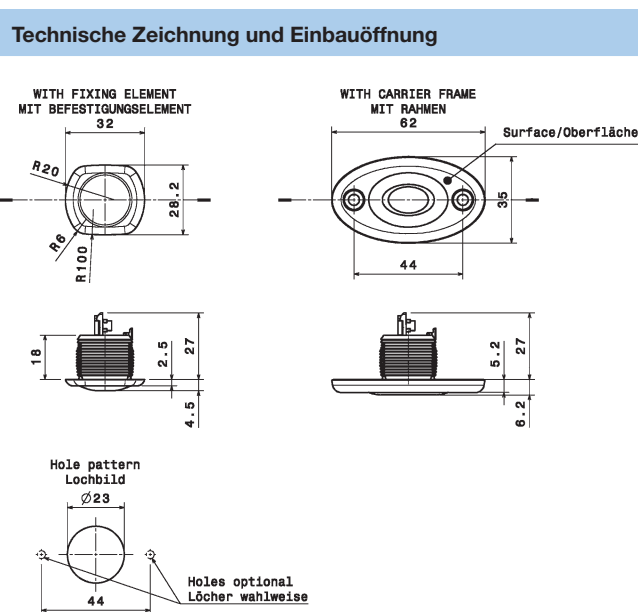 Technische Zeichnung und Einbauöffnung
WITH FIXING ELEMENT
MIT BEFESTIGUNGSELEMENT
32
R20
28.2
R6
R100
WITH CARRIER FRAME
MIT RAHMEN
62
Surface/Oberfläche
35
44
18
2.5
27
4.5
5.2
27
6.2
Hole pattern
Lochbild
Ø23
44
Holes optional
Löcher wahlweise